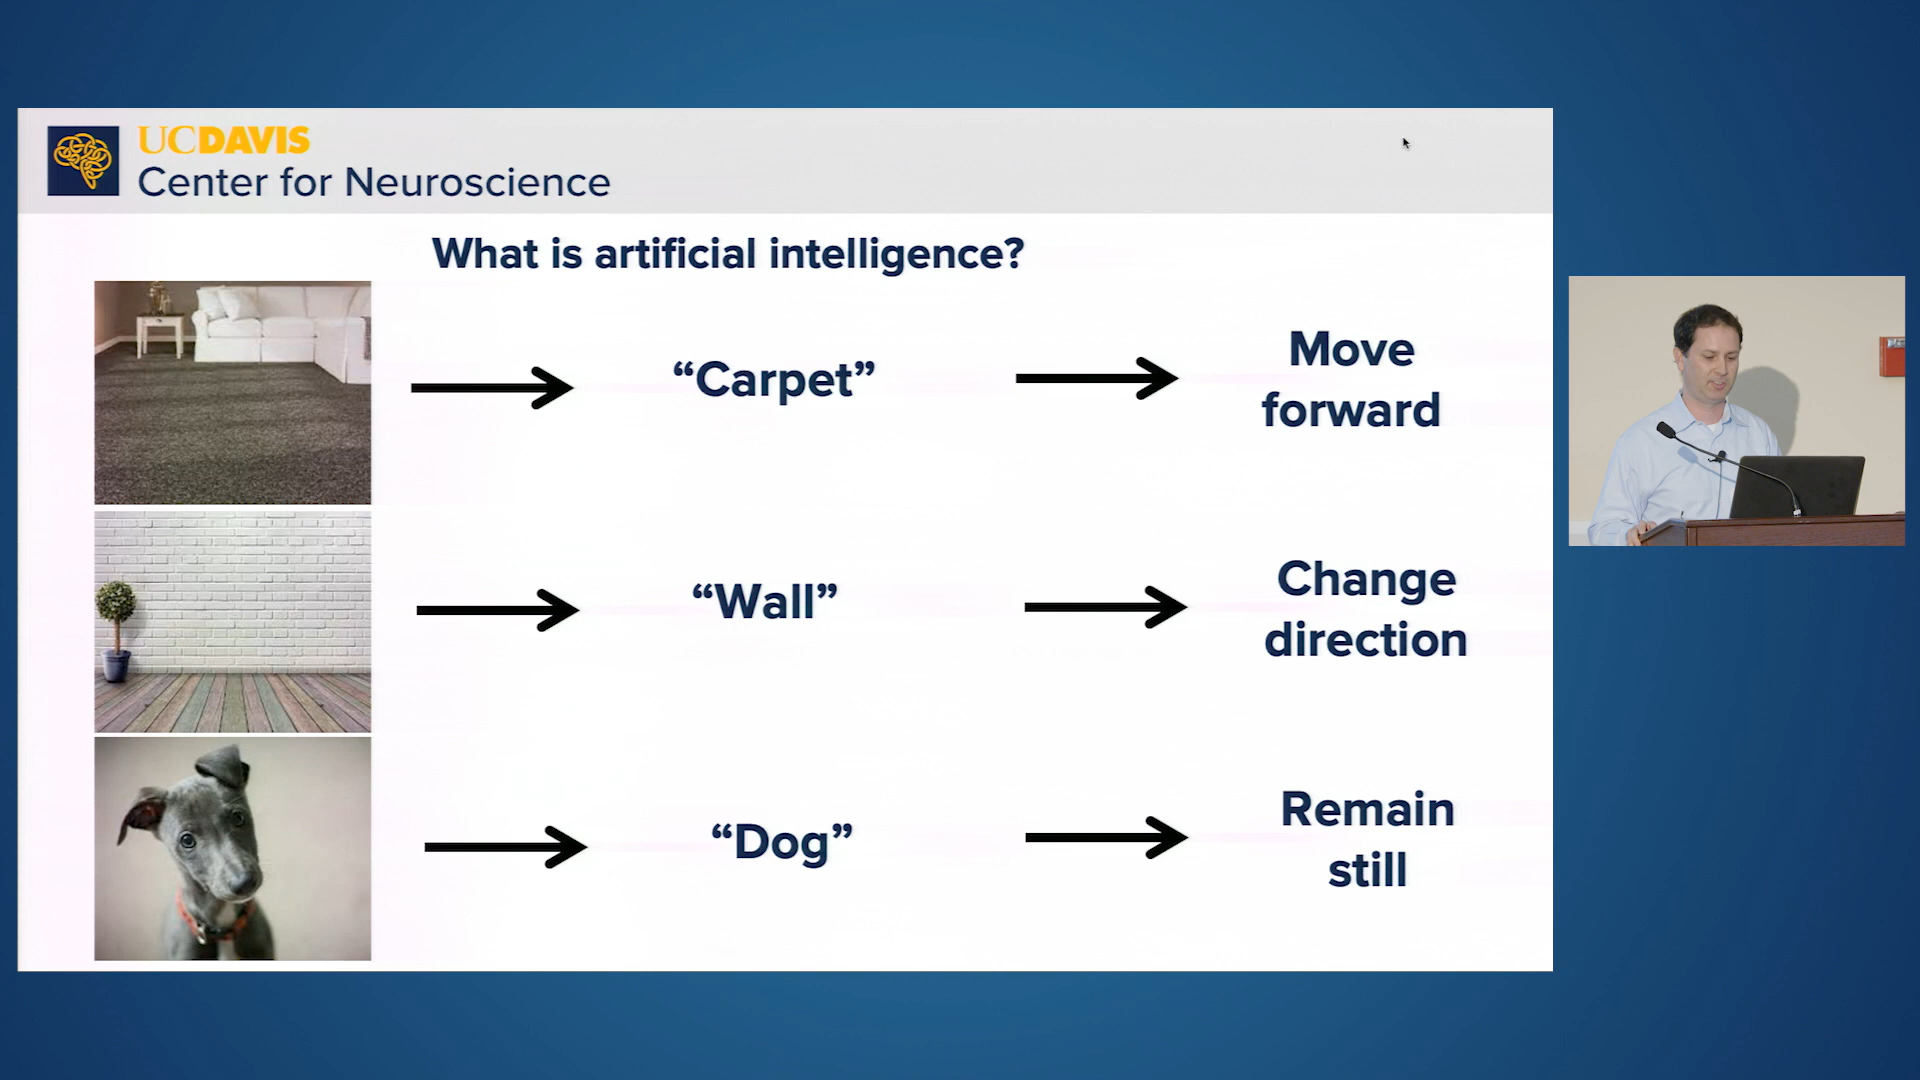 UCDAVIS
Center for Neuroscience
What is artificial intelligence?
“Carpet”
Move
forward
“Wall”
Change
direction
“Dog”
Remain
still